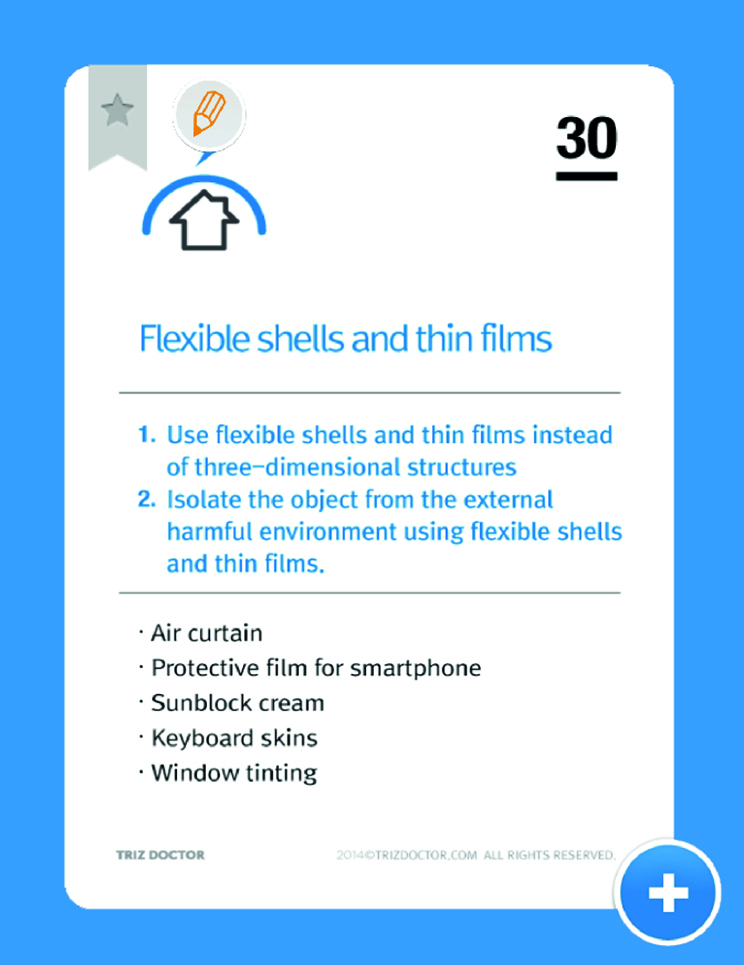 30
Flexible shells and thin films
1. Use flexible shells and thin films instead
of three-dimensional structures
2. Isolate the object from the external
harmful environment using flexible shells
and thin films.
· Air curtain
· Protective film for smartphone
· Sunblock cream
· Keyboard skins
· Window tinting
TRIZ DOCTOR 2014©TRIZDOCTOR.COM ALL RIGHTS RESERVED.